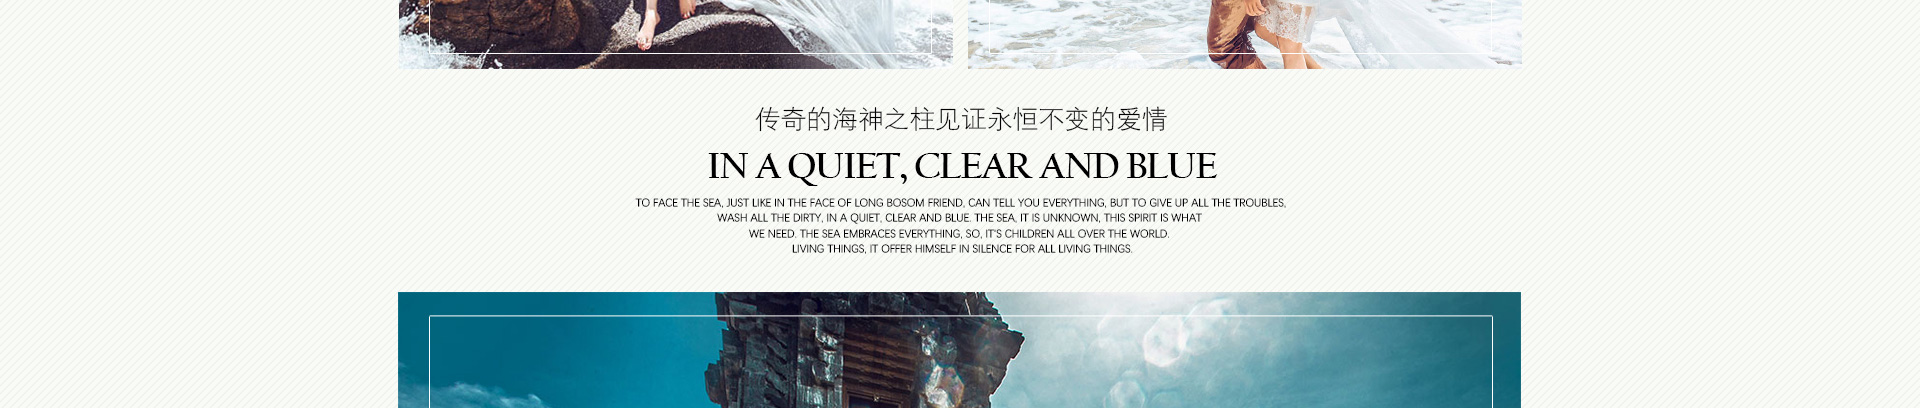 传奇的海神之柱见证永恒不变的爱情
IN A QUIET, CLEAR AND BLUE
TO FACE THE SEA, JUST LIKE IN THE FACE OF LONG BOSOM FRIEND, CAN TELL YOU EVERYTHING, BUT TO GIVE UP ALL THE TROUBLES,
WASH ALL THE DIRTY, IN A QUIET, CLEAR AND BLUE. THE SEA, IT IS UNKNOWN, THIS SPIRIT IS WHAT
WE NEED. THE SEA EMBRACES EVERYTHING, SO, IT'S CHILDREN ALL OVER THE WORLD.
LIVING THINGS, IT OFFER HIMSELF IN SILENCE FOR ALL LIVING THINGS.